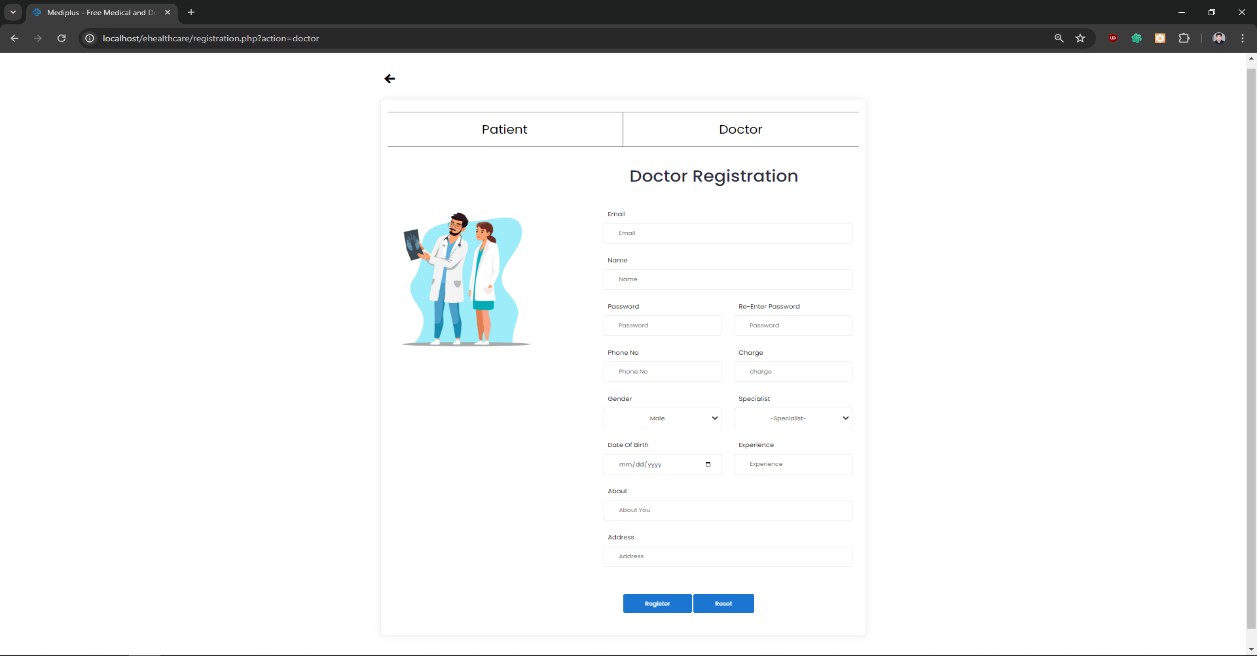 Mediplus - Free Medical and Do
localhost/ehealthcare/registration.php?action=doctor
Patient Doctor
Doctor Registration
Email
Email
Name
Name
Password Re-Enter Password
Password Password
Phone No Charge
Phone No charge
Gender Specialist
Male -Specialist-
Date Of Birth Experience
mm/dd/yyyy Experience
About
About You
Address
Address
Register Reset